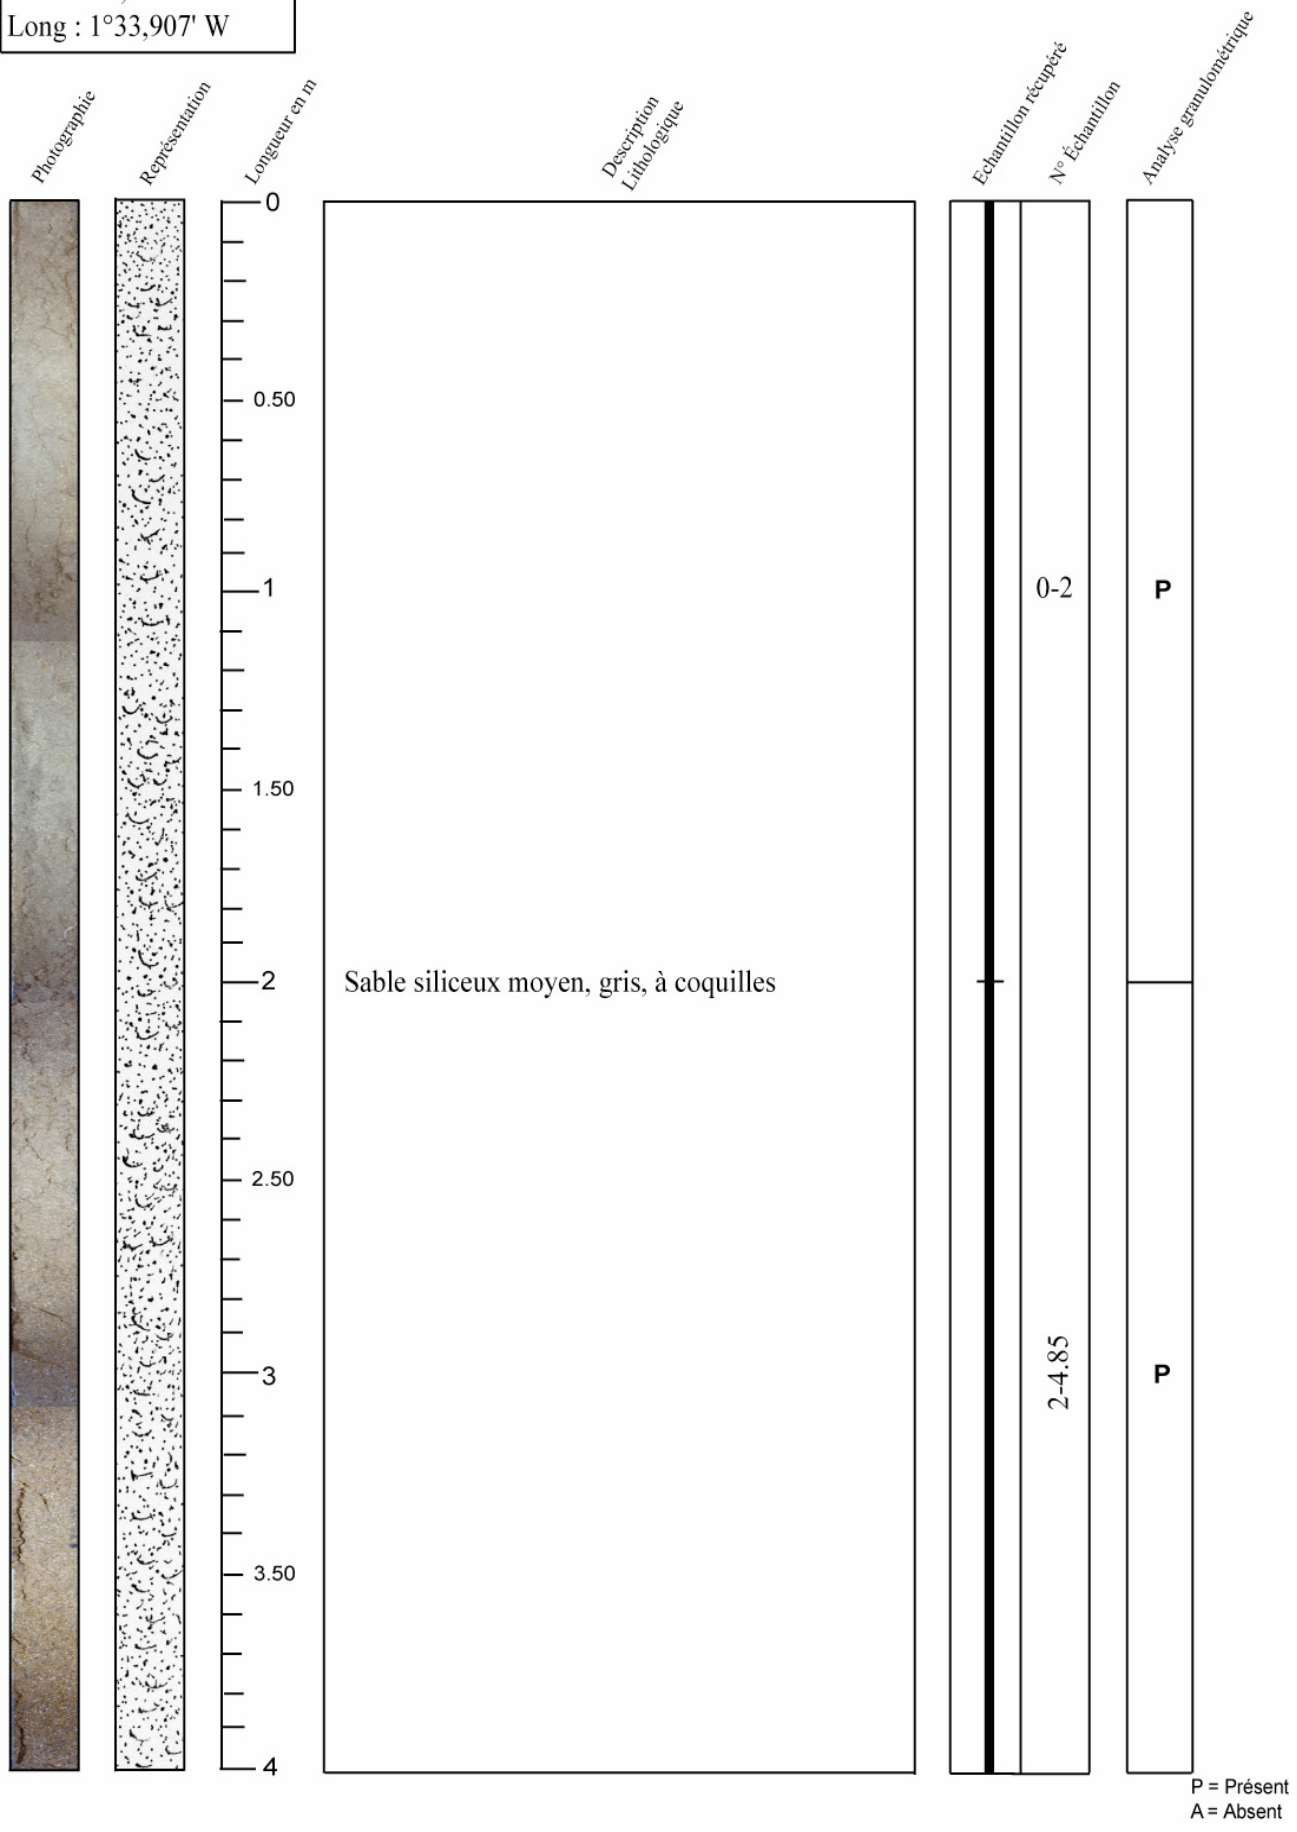 Long : 1°33,907' W
Photographie
Représentation
Longueur en m
Description
Lithologique
Echantillon récupéré
N° Échantillon
Analyse granulométrique
0
0.50
1
0-2
P
1.50
2
Sable siliceux moyen, gris, à coquilles
2.50
3
2-4.85
P
3.50
4
P = Présent
A = Absent